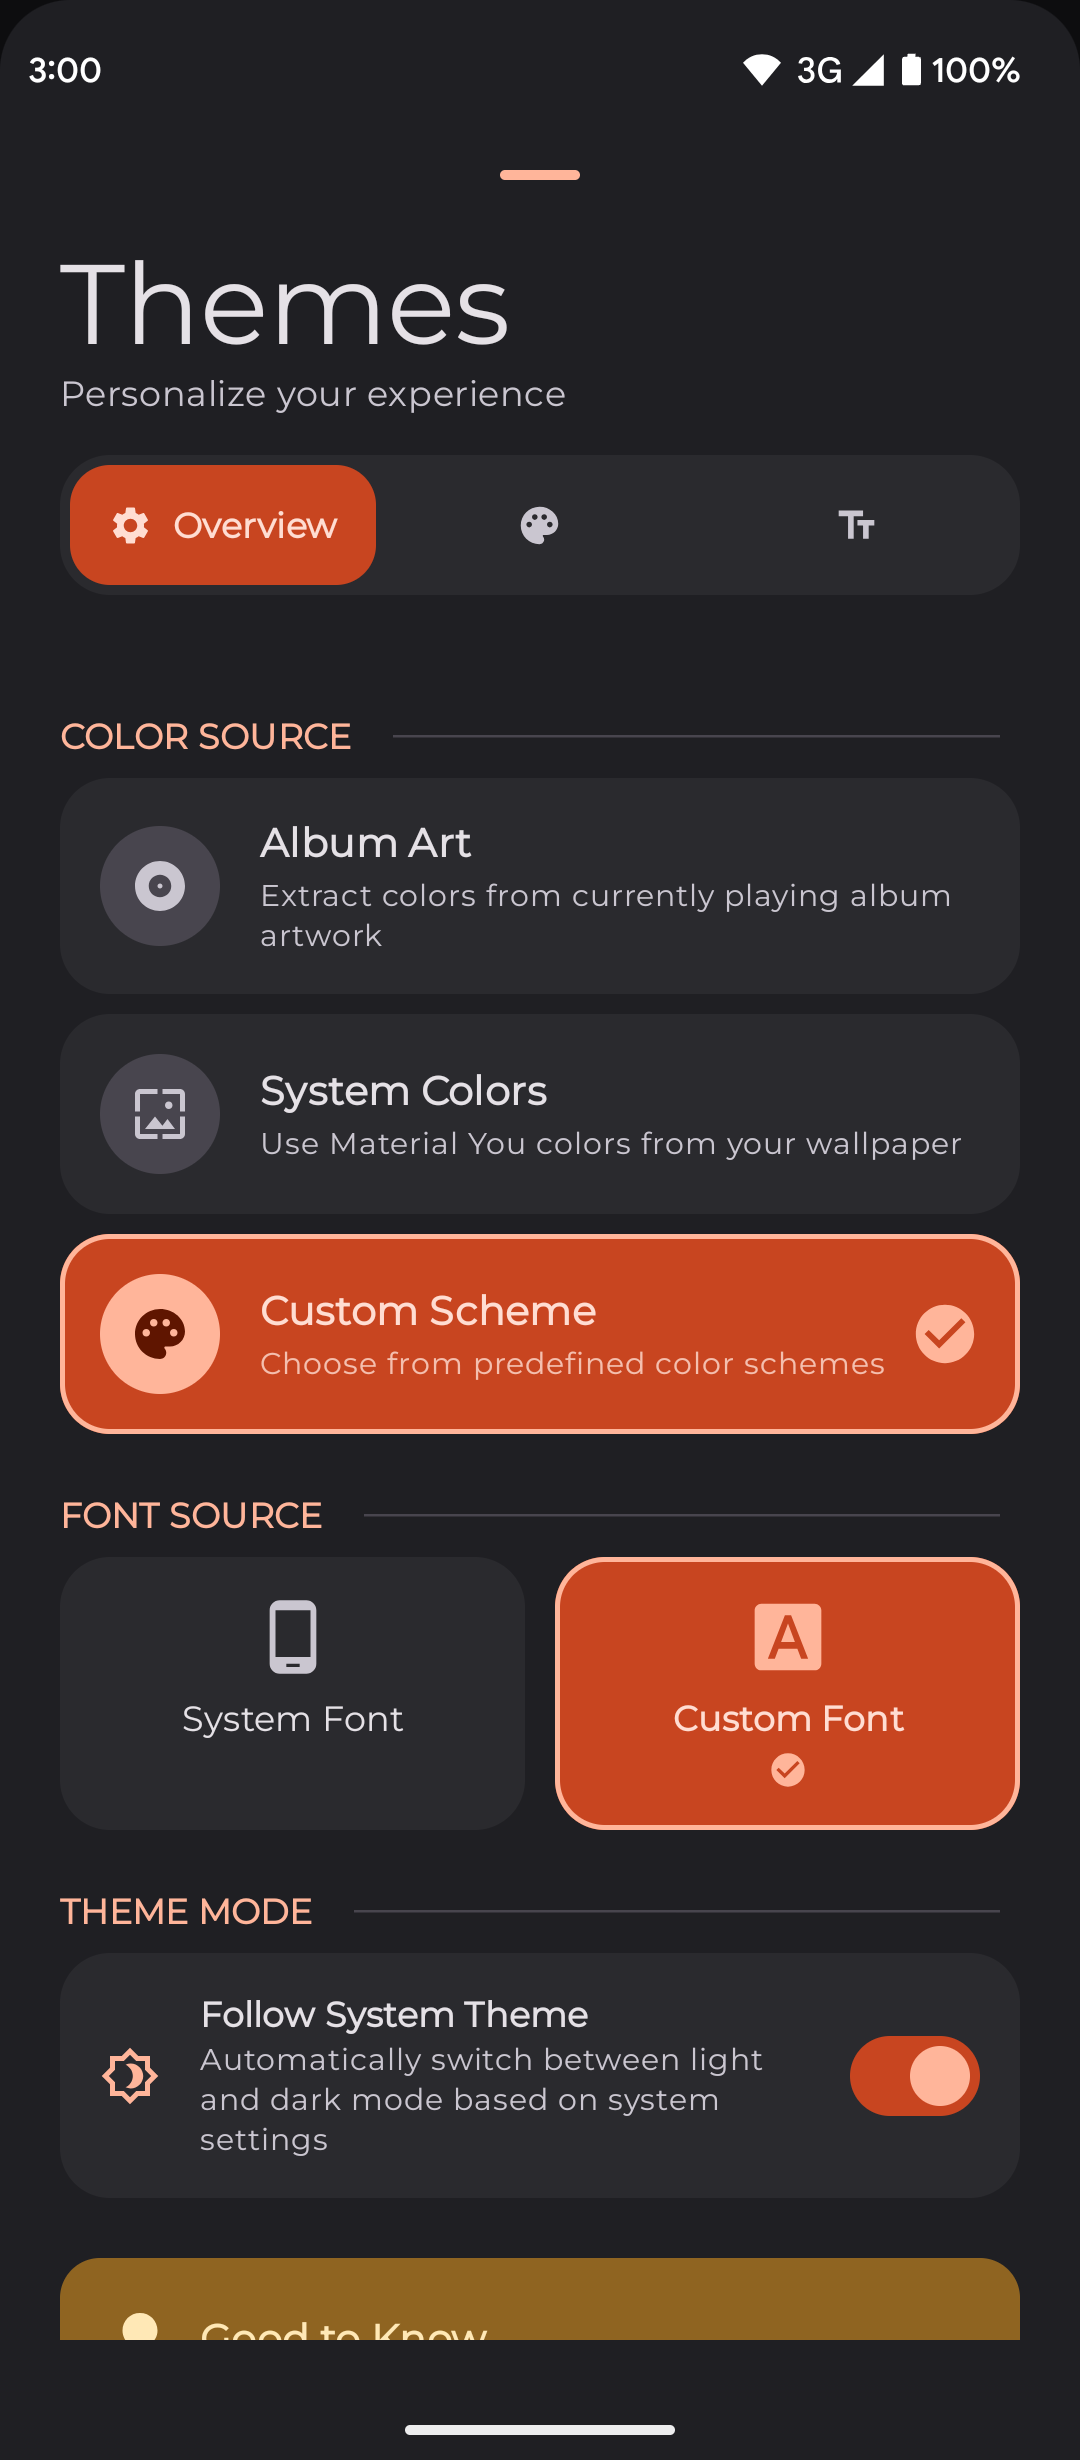 3:00
3G 100%
Themes
Personalize your experience
Overview
COLOR SOURCE
Album Art
Extract colors from currently playing album
artwork
System Colors
Use Material You colors from your wallpaper
Custom Scheme
Choose from predefined color schemes
FONT SOURCE
System Font
A
Custom Font
THEME MODE
Follow System Theme
Automatically switch between light
and dark mode based on system
settings
Good to Know